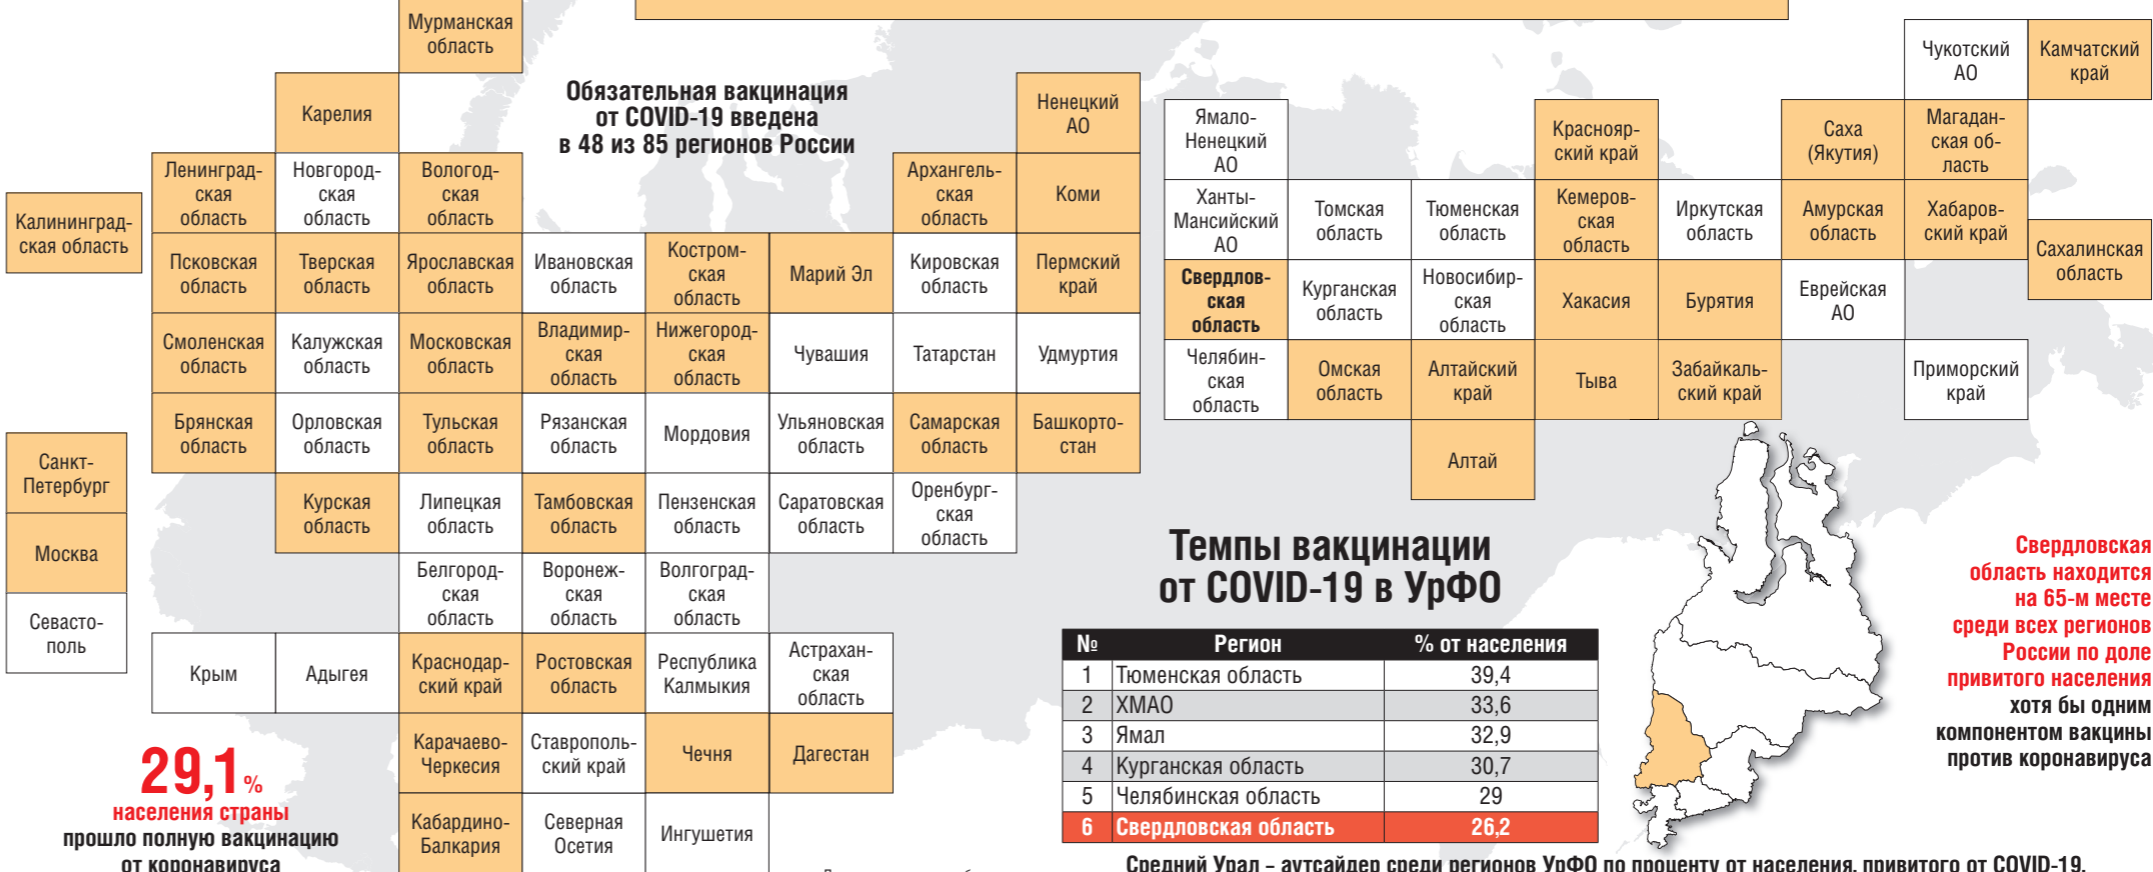 Мурманская
область
Чукотский
АО
Камчатский
край
Обязательная вакцинация
от COVID-19 введена
в 48 из 85 регионов России
Карелия
Ненецкий
АО
Ямало-
Ненецкий
АО
Краснояр-
ский край
Саха
(Якутия)
Магадан-
ская об-
ласть
Ленинград-
ская
область
Новгород-
ская
область
Вологод-
ская
область
Архангель-
ская
область
Коми
Ханты-
Мансийский
АО
Томская
область
Тюменская
область
Кемеров-
ская
область
Иркутская
область
Амурская
область
Хабаров-
ский край
Калининград-
ская область
Сахалинская
область
Псковская
область
Тверская
область
Ярославская
область
Ивановская
область
Костром-
ская
область
Марий Эл
Кировская
область
Пермский
край
Свердлов-
ская
область
Курганская
область
Новосибир-
ская
область
Хакасия
Бурятия
Еврейская
АО
Смоленская
область
Калужская
область
Московская
область
Владимир-
ская
область
Нижегород-
ская
область
Чувашия
Татарстан
Удмуртия
Челябин-
ская
область
Омская
область
Алтайский
край
Тыва
Забайкаль-
ский край
Приморский
край
Брянская
область
Орловская
область
Тульская
область
Рязанская
область
Мордовия
Ульяновская
область
Самарская
область
Башкорто-
стан
Алтай
Санкт-
Петербург
Москва
Севасто-
поль
Курская
область
Липецкая
область
Тамбовская
область
Пензенская
область
Саратовская
область
Оренбург-
ская
область
Белгород-
ская
область
Воронеж-
ская
область
Волгоград-
ская
область
Крым
Адыгея
Краснодар-
ский край
Ростовская
область
Республика
Калмыкия
Астрахан-
ская
область
Карачаево-
Черкесия
Ставрополь-
ский край
Чечня
Дагестан
Кабардино-
Балкария
Северная
Осетия
Ингушетия
29,1%
населения страны
прошло полную вакцинацию
от коронавируса
Темпы вакцинации
от COVID-19 в УрФО
№ Регион % от населения
1 Тюменская область 39,4
2 ХМАО 33,6
3 Ямал 32,9
4 Курганская область 30,7
5 Челябинская область 29
6 Свердловская область 26,2
Свердловская
область находится
на 65-м месте
среди всех регионов
России по доле
привитого населения
хотя бы одним
компонентом вакцины
против коронавируса
Средний Урал – аутсайдер среди регионов УрФО по проценту от населения, привитого от COVID-19.